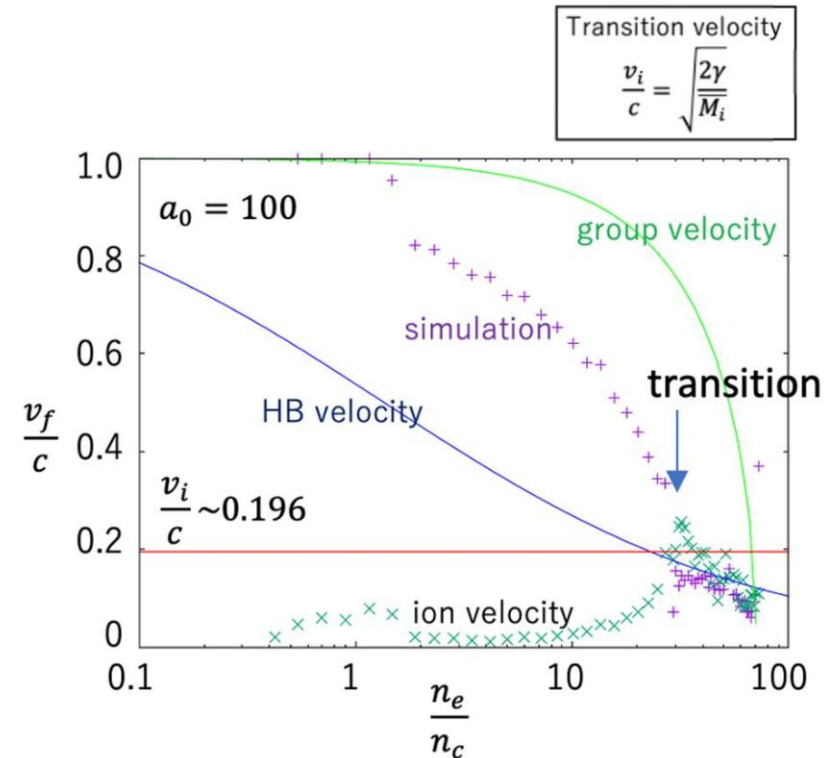 Transition velocity
v_i/c = √(2γ/M̅_i)
1.0
a_0 = 100
group velocity
0.8
simulation
0.6
transition
HB velocity
v_f/c
0.4
v_i/c ~0.196
0.2
ion velocity
0
0.1 1 10 100
n_e/n_c